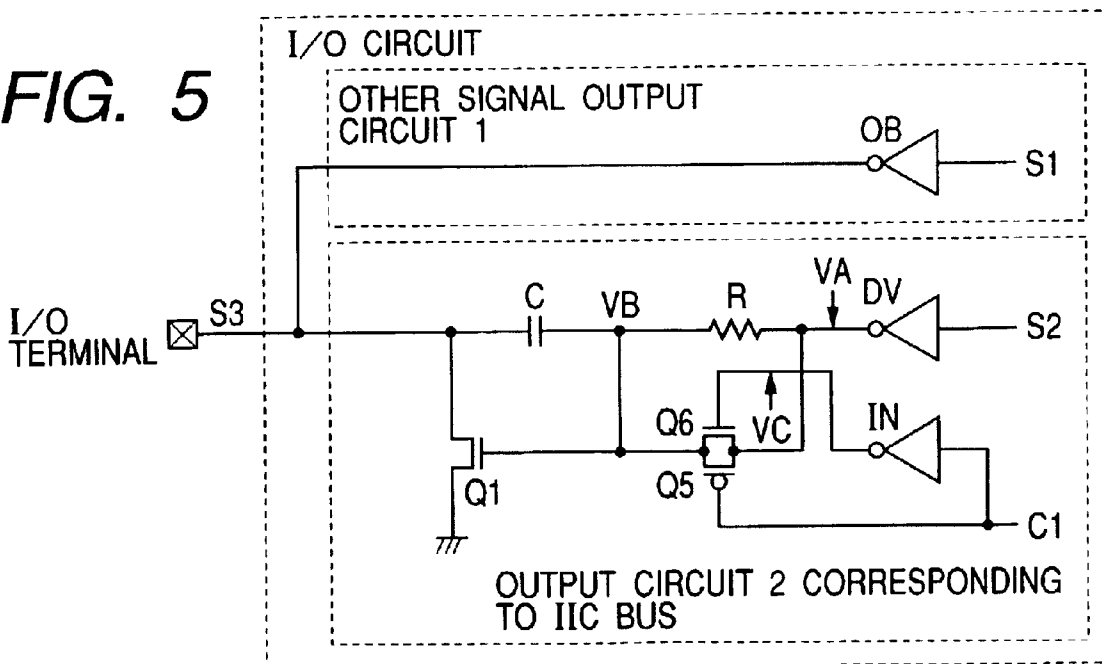 FIG. 5
I/O CIRCUIT
OTHER SIGNAL OUTPUT
CIRCUIT 1
OB
S1
I/O
TERMINAL
S3
C
VB
R
VA
DV
S2
Q6
VC
IN
Q5
Q1
C1
OUTPUT CIRCUIT 2 CORRESPONDING
TO IIC BUS